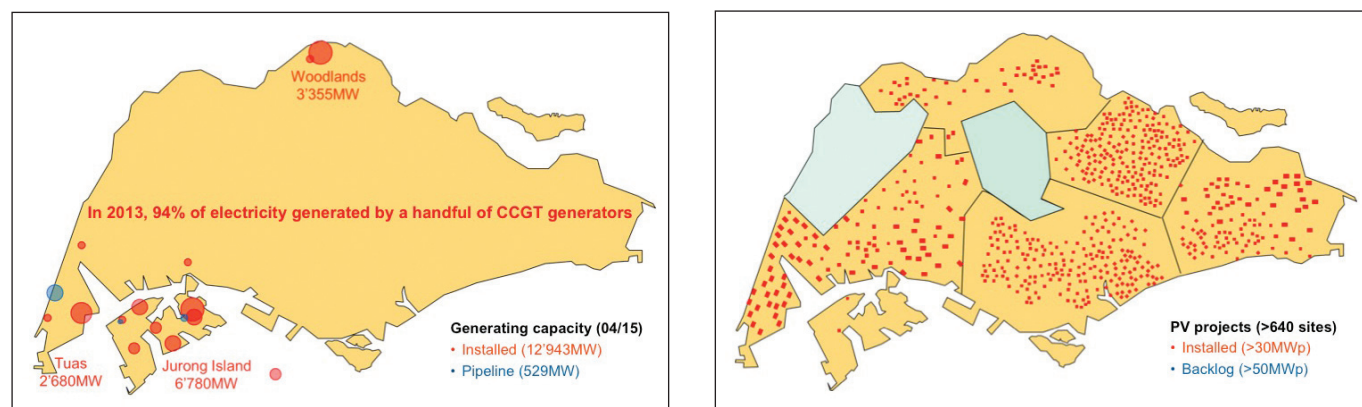 Woodlands
3'355MW
In 2013, 94% of electricity generated by a handful of CCGT generators
Generating capacity (04/15)
• Installed (12'943MW)
• Pipeline (529MW)
Tuas
2'680MW
Jurong Island
6'780MW
PV projects (>640 sites)
• Installed (>30MWp)
• Backlog (>50MWp)